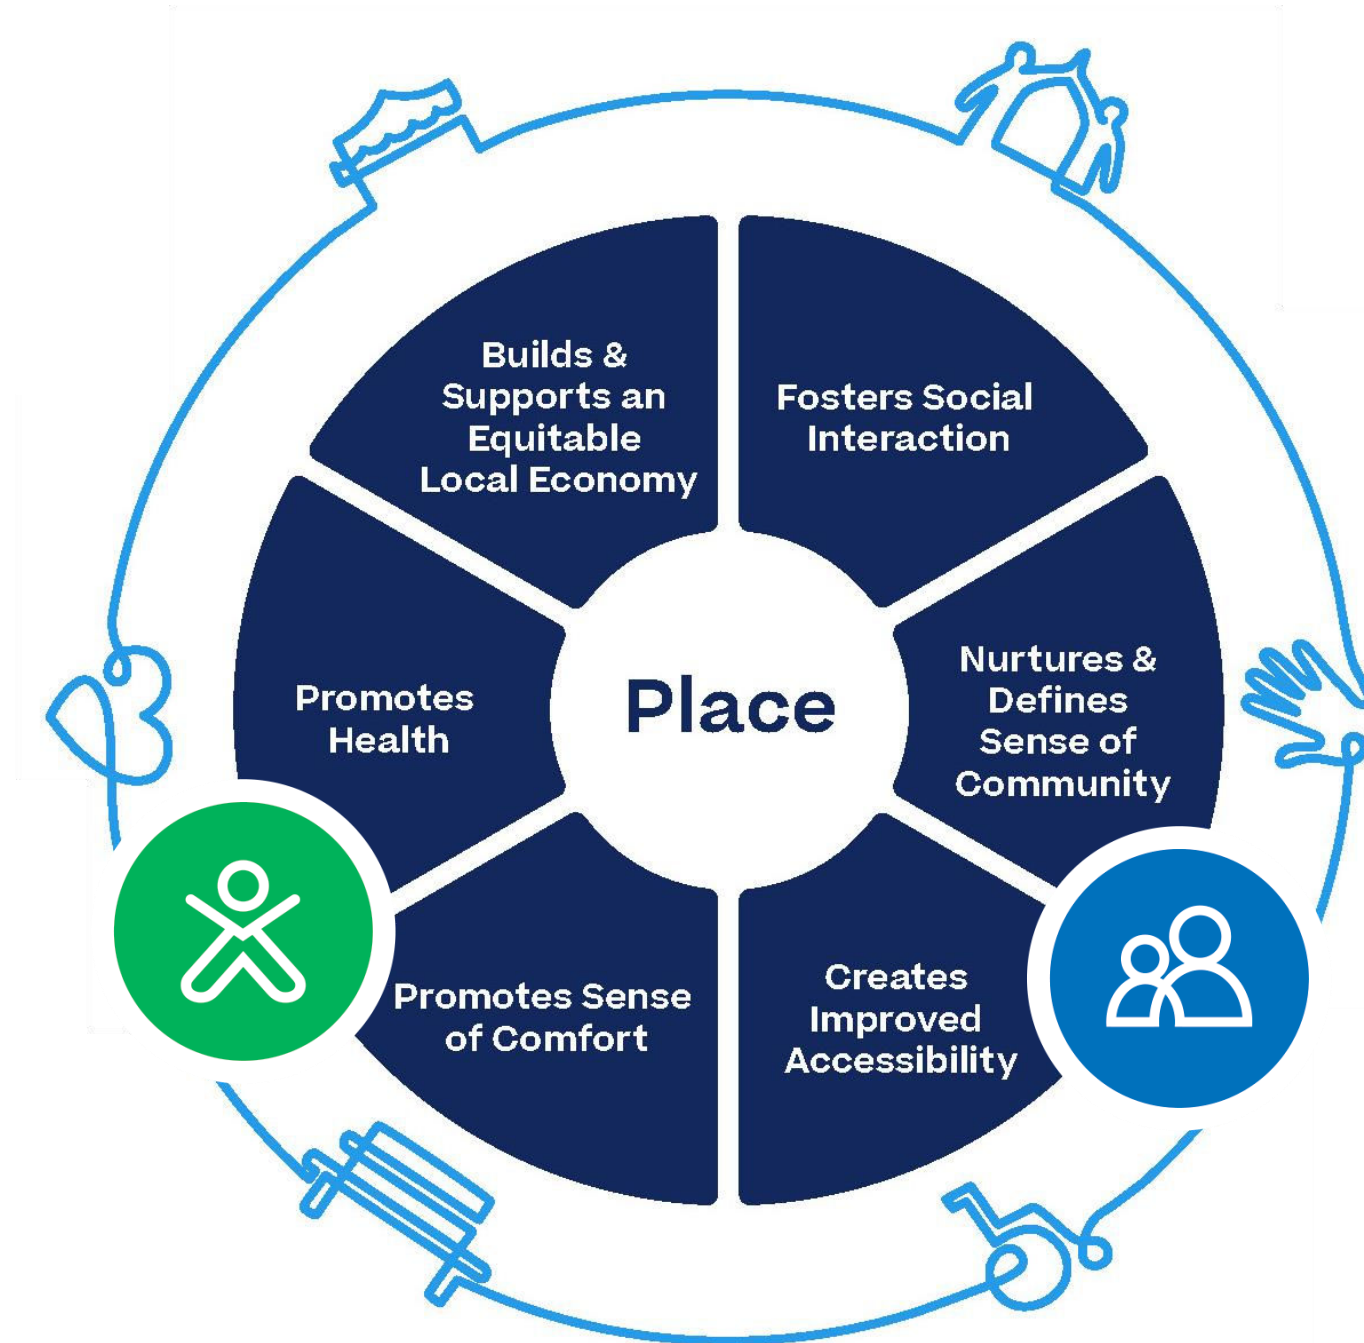 Builds &
Supports an
Equitable
Local Economy
Fosters Social
Interaction
Promotes
Health
Place
Nurtures &
Defines
Sense of
Community
Promotes Sense
of Comfort
Creates
Improved
Accessibility